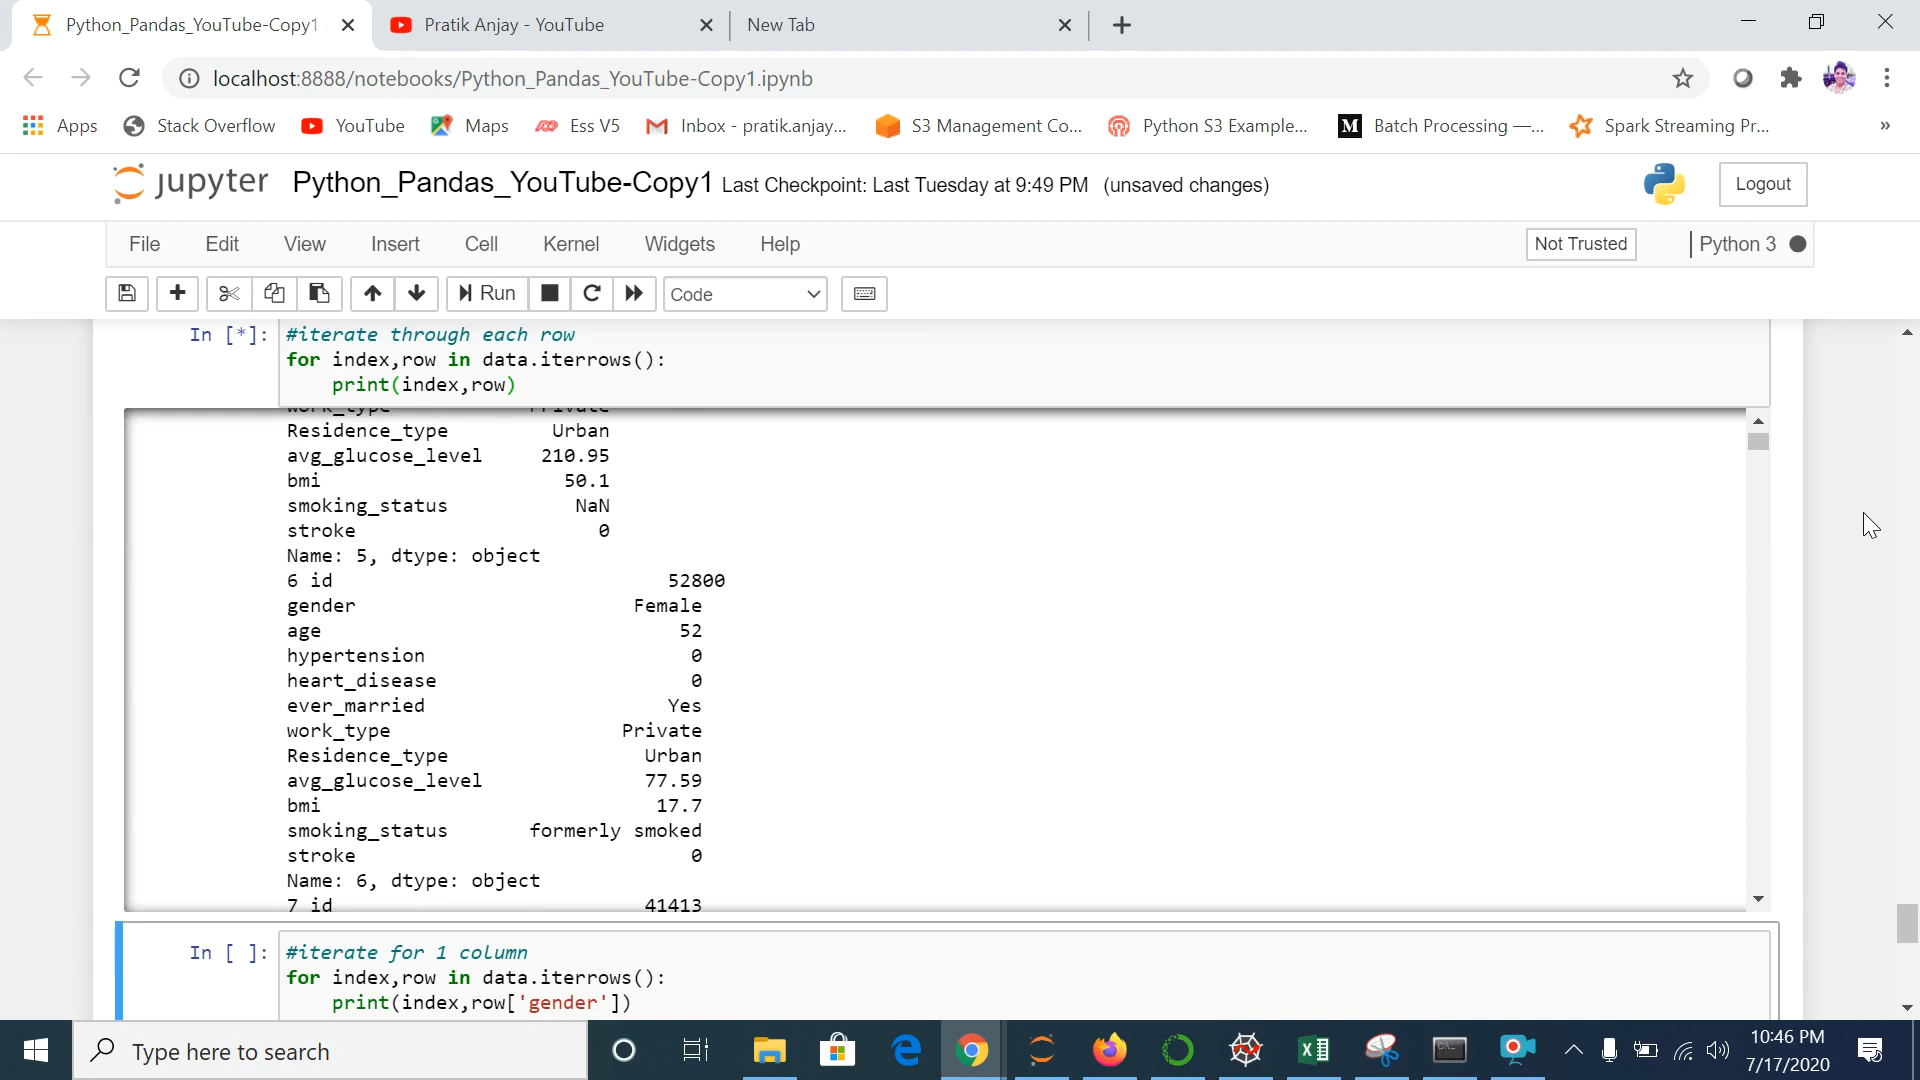 Python_Pandas_YouTube-Copy1
Pratik Anjay - YouTube
New Tab
localhost:8888/notebooks/Python_Pandas_YouTube-Copy1.ipynb
Apps
Stack Overflow
YouTube
Maps
Ess V5
Inbox - pratik.anjay...
S3 Management Co...
Python S3 Example...
M
Batch Processing —...
Spark Streaming Pr...
»
jupyter
Python_Pandas_YouTube-Copy1
Last Checkpoint: Last Tuesday at 9:49 PM (unsaved changes)
Logout
File
Edit
View
Insert
Cell
Kernel
Widgets
Help
Not Trusted
Python 3
Run
Code
In [*]: #iterate through each row
for index,row in data.iterrows():
print(index,row)
work_type Private
Residence_type Urban
avg_glucose_level 210.95
bmi 50.1
smoking_status NaN
stroke 0
Name: 5, dtype: object
6 id 52800
gender Female
age 52
hypertension 0
heart_disease 0
ever_married Yes
work_type Private
Residence_type Urban
avg_glucose_level 77.59
bmi 17.7
smoking_status formerly smoked
stroke 0
Name: 6, dtype: object
7 id 41413
In [ ]: #iterate for 1 column
for index,row in data.iterrows():
print(index,row['gender'])
Type here to search
10:46 PM
7/17/2020